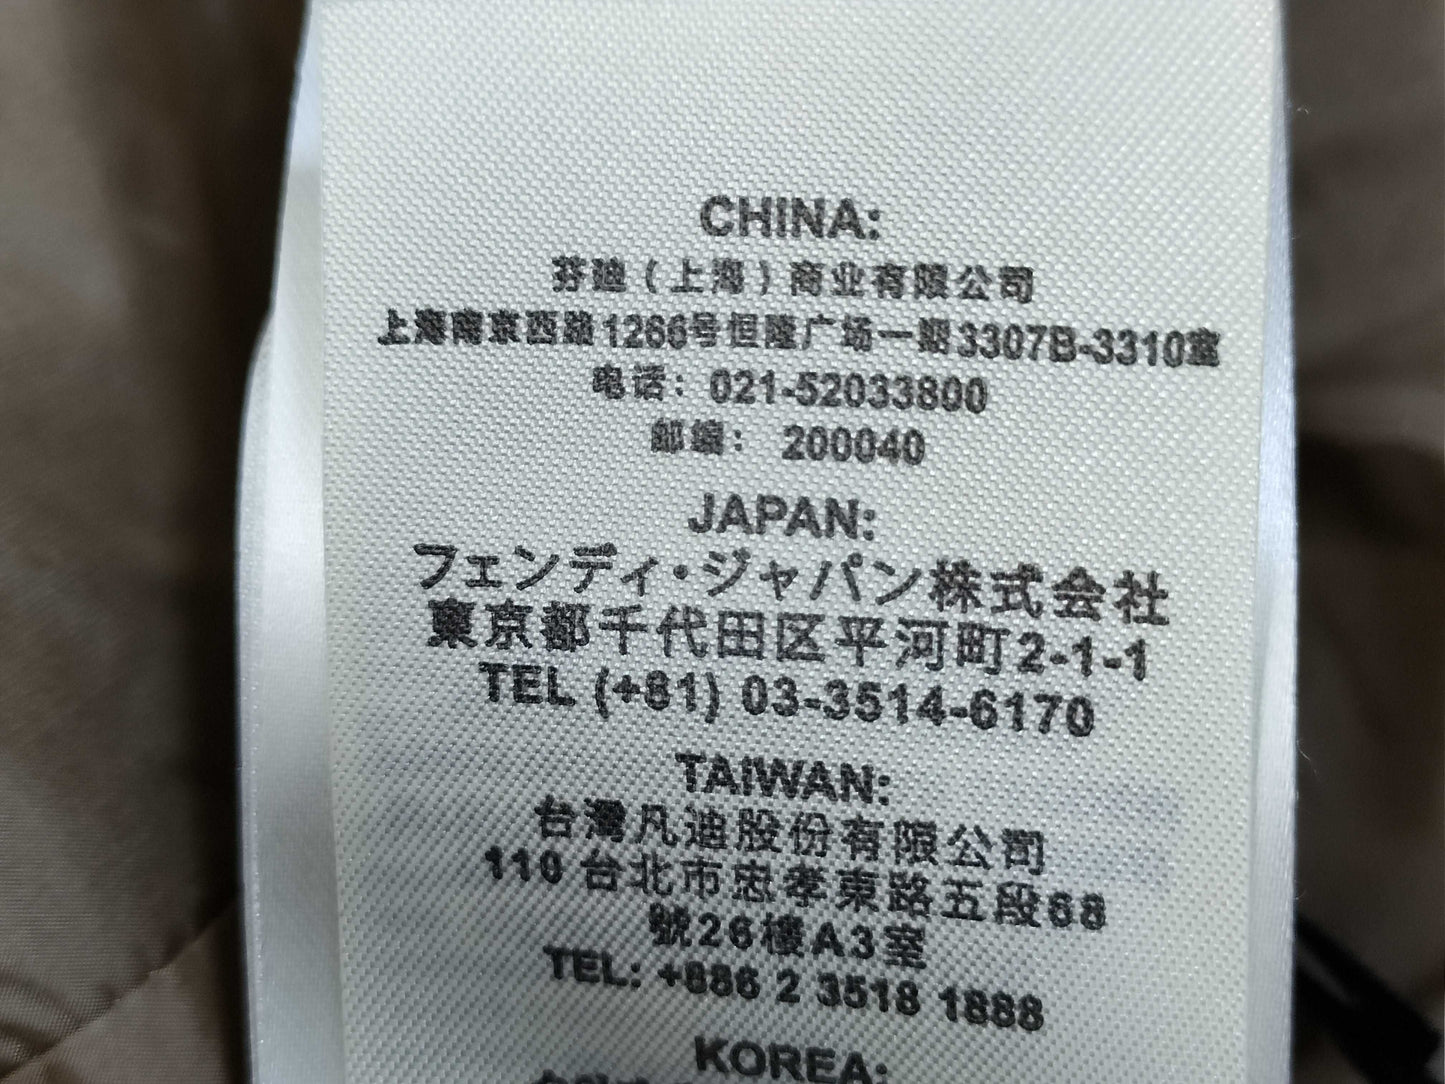 CHINA:
芬迪（上海）商业有限公司
上海南京西路1266号恒隆广场一期3307B-3310室
电话：021-52033800
邮编： 200040
JAPAN:
フェンディ・ジャパン株式会社
東京都千代田区平河町2-1-1
TEL (+81) 03-3514-6170
TAIWAN:
台灣凡迪股份有限公司
110 台北市忠孝東路五段68
號26樓A3室
TEL: +886 2 3518 1888
KOREA: